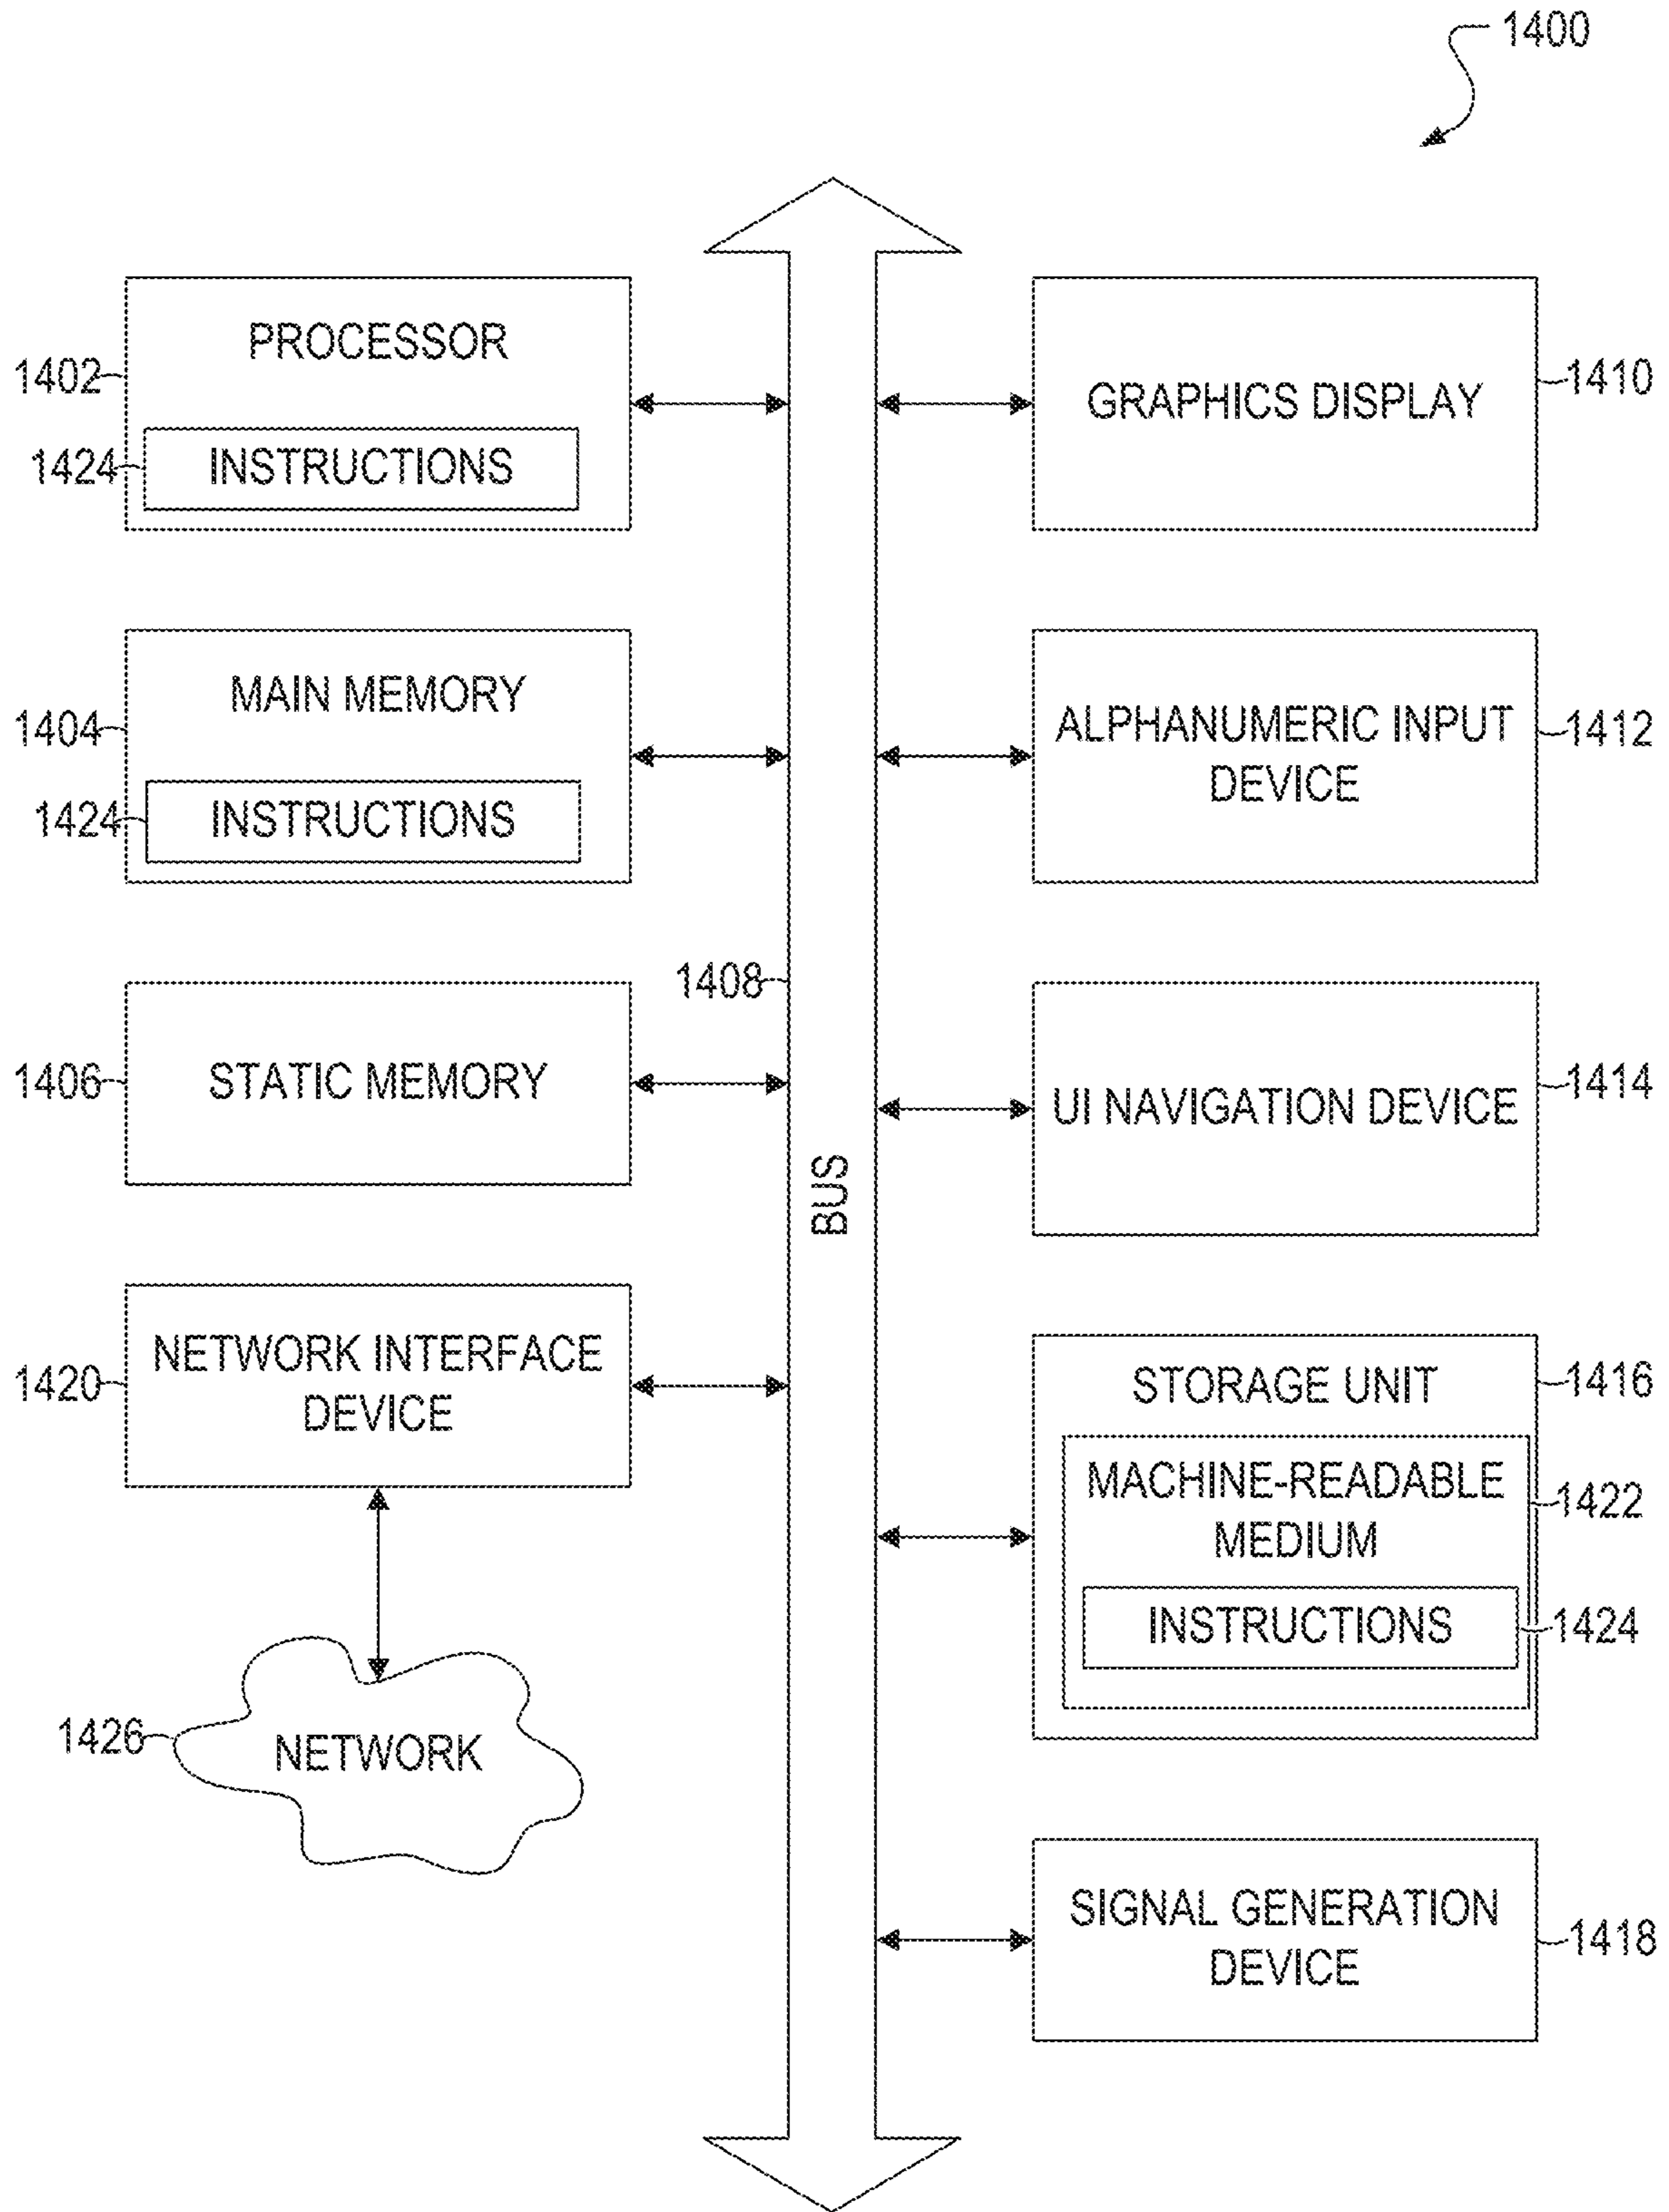 1400
PROCESSOR
1402
1424
INSTRUCTIONS
MAIN MEMORY
1404
1424
INSTRUCTIONS
1408
1406
STATIC MEMORY
BUS
NETWORK INTERFACE
DEVICE
1420
1426
NETWORK
GRAPHICS DISPLAY
1410
ALPHANUMERIC INPUT
DEVICE
1412
UI NAVIGATION DEVICE
1414
STORAGE UNIT
1416
MACHINE-READABLE
MEDIUM
1422
INSTRUCTIONS
1424
SIGNAL GENERATION
DEVICE
1418